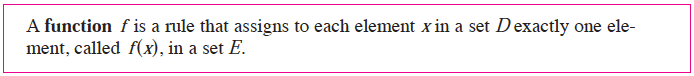 A function f is a rule that assigns to each element x in a set D exactly one ele-
ment, called f(x), in a set E.